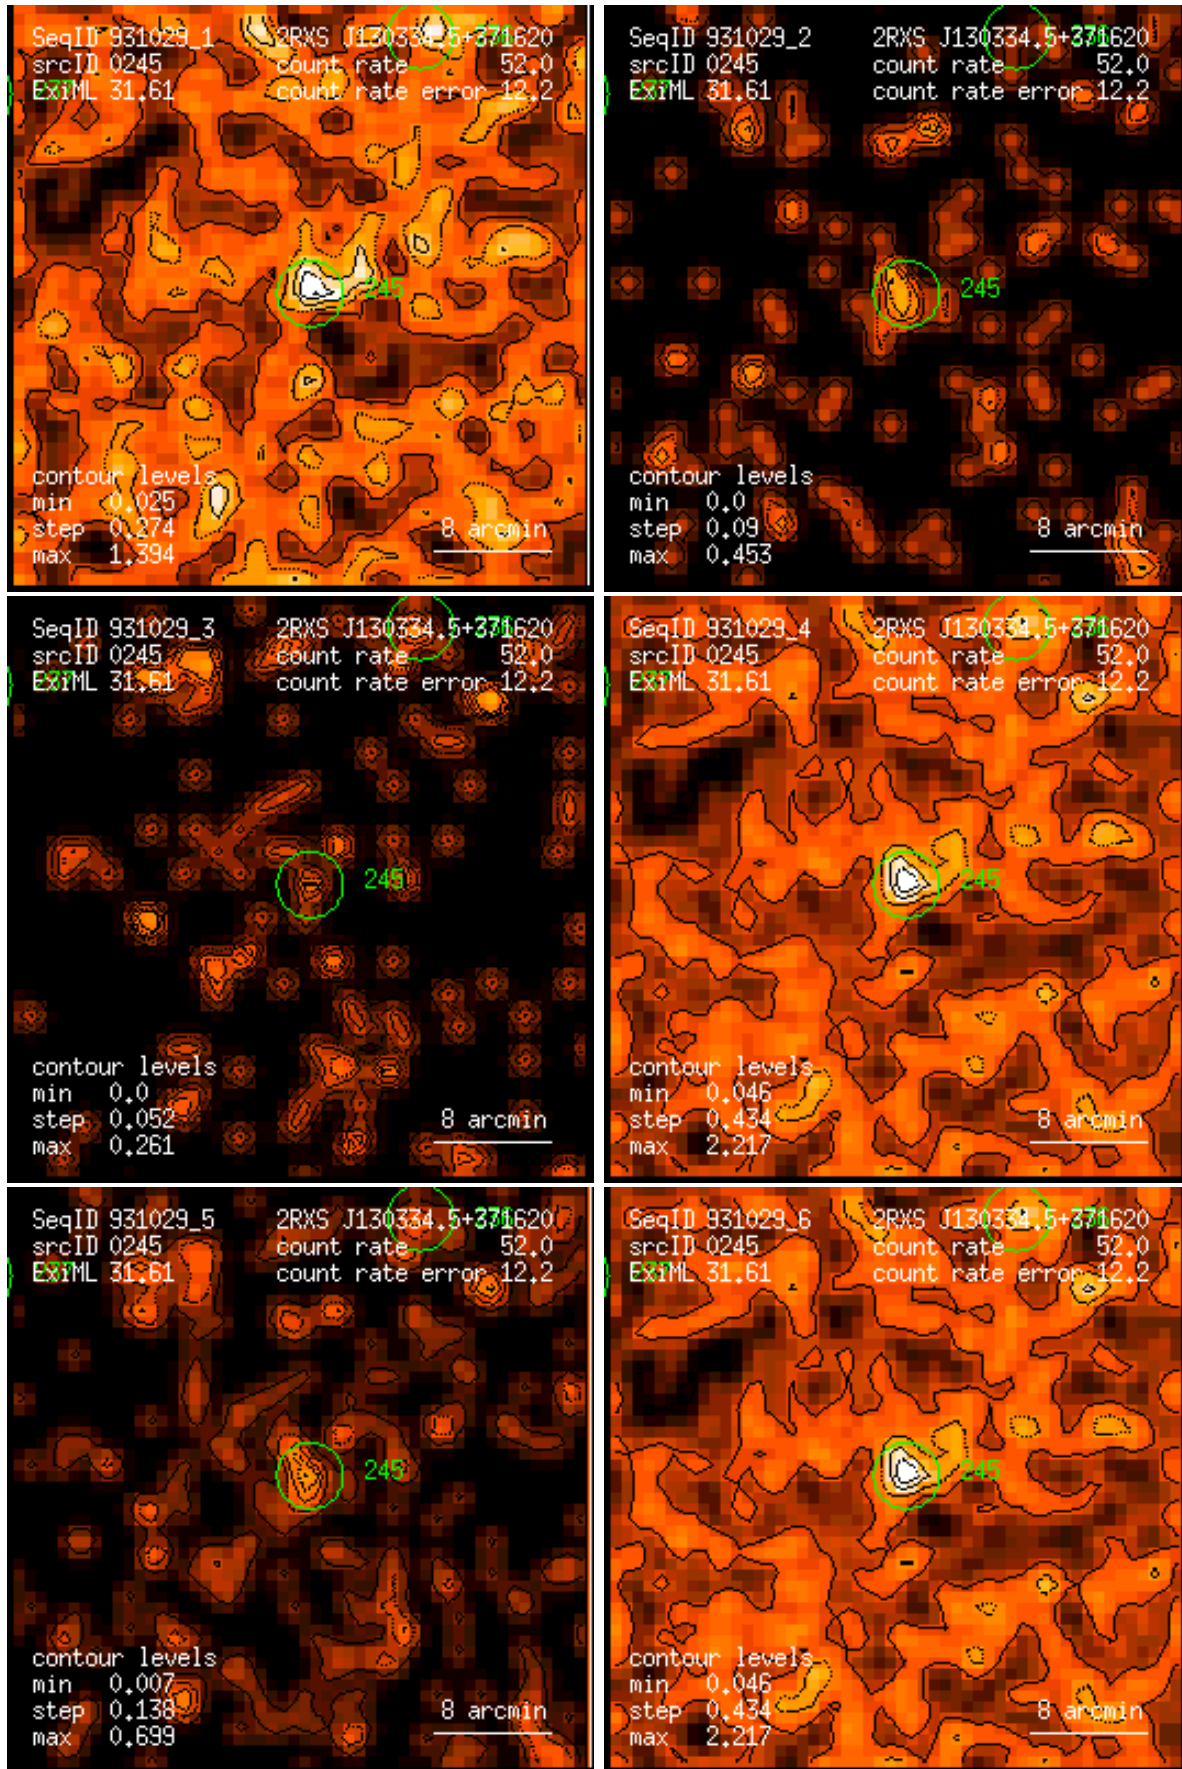 SeqID 931029_1 2RXS J130334.5+371620
srcID 0245 count rate 52.0
ExiML 31.61 count rate error 12.2
245
contour levels
min 0.025
step 0.274 8 arcmin
max 1.394
SeqID 931029_2 2RXS J130334.5+371620
srcID 0245 count rate 52.0
ExiML 31.61 count rate error 12.2
245
contour levels
min 0.0
step 0.09 8 arcmin
max 0.453
SeqID 931029_3 2RXS J130334.5+371620
srcID 0245 count rate 52.0
ExiML 31.61 count rate error 12.2
245
contour levels
min 0.0
step 0.052 8 arcmin
max 0.261
SeqID 931029_4 2RXS J130334.5+371620
srcID 0245 count rate 52.0
ExiML 31.61 count rate error 12.2
245
contour levels
min 0.046
step 0.434 8 arcmin
max 2.217
SeqID 931029_5 2RXS J130334.5+371620
srcID 0245 count rate 52.0
ExiML 31.61 count rate error 12.2
245
contour levels
min 0.007
step 0.138 8 arcmin
max 0.699
SeqID 931029_6 2RXS J130334.5+371620
srcID 0245 count rate 52.0
ExiML 31.61 count rate error 12.2
245
contour levels
min 0.046
step 0.434 8 arcmin
max 2.217